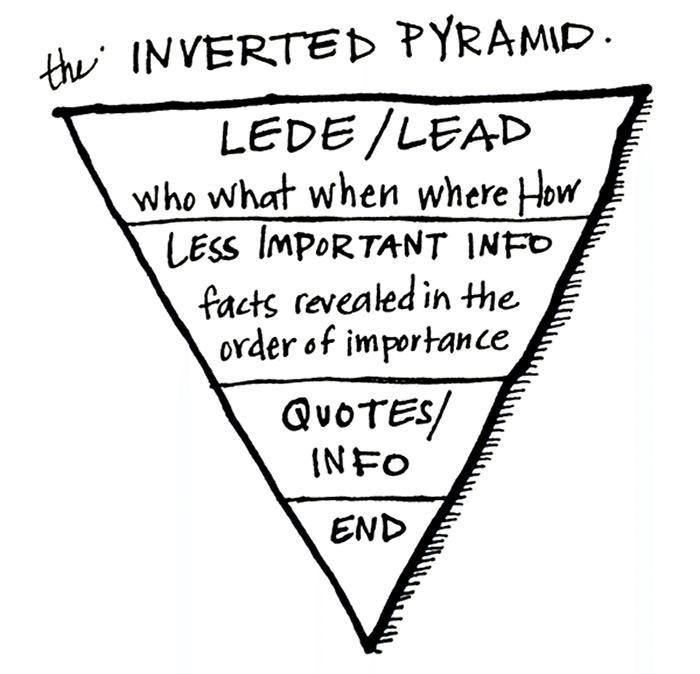 the INVERTED PYRAMID.
LEDE/LEAD
who what when where How
LESS IMPORTANT INFO
facts revealed in the
order of importance
QUOTES/
INFO
END